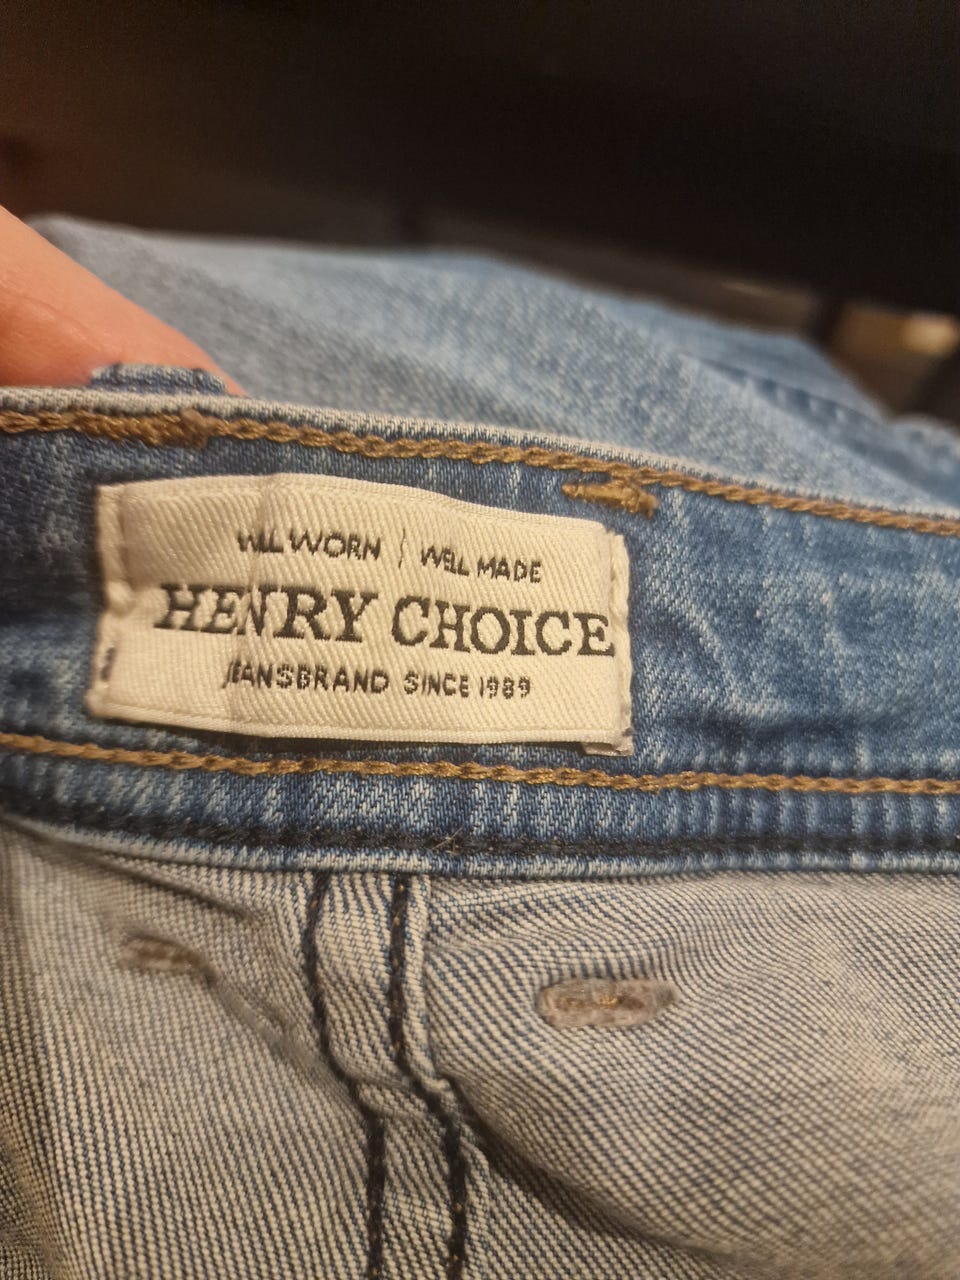 WELL WORN / WELL MADE
HENRY CHOICE
JEANSBRAND SINCE 1989